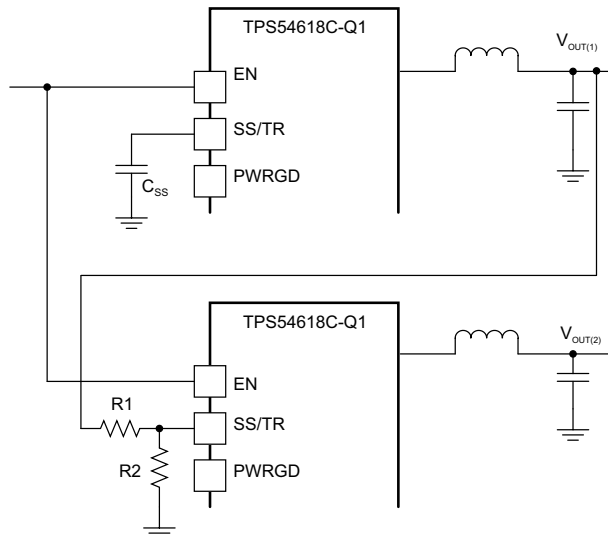 TPS54618C-Q1
V_OUT(1)
EN
SS/TR
C_SS
PWRGD
TPS54618C-Q1
V_OUT(2)
EN
R1
SS/TR
R2
PWRGD